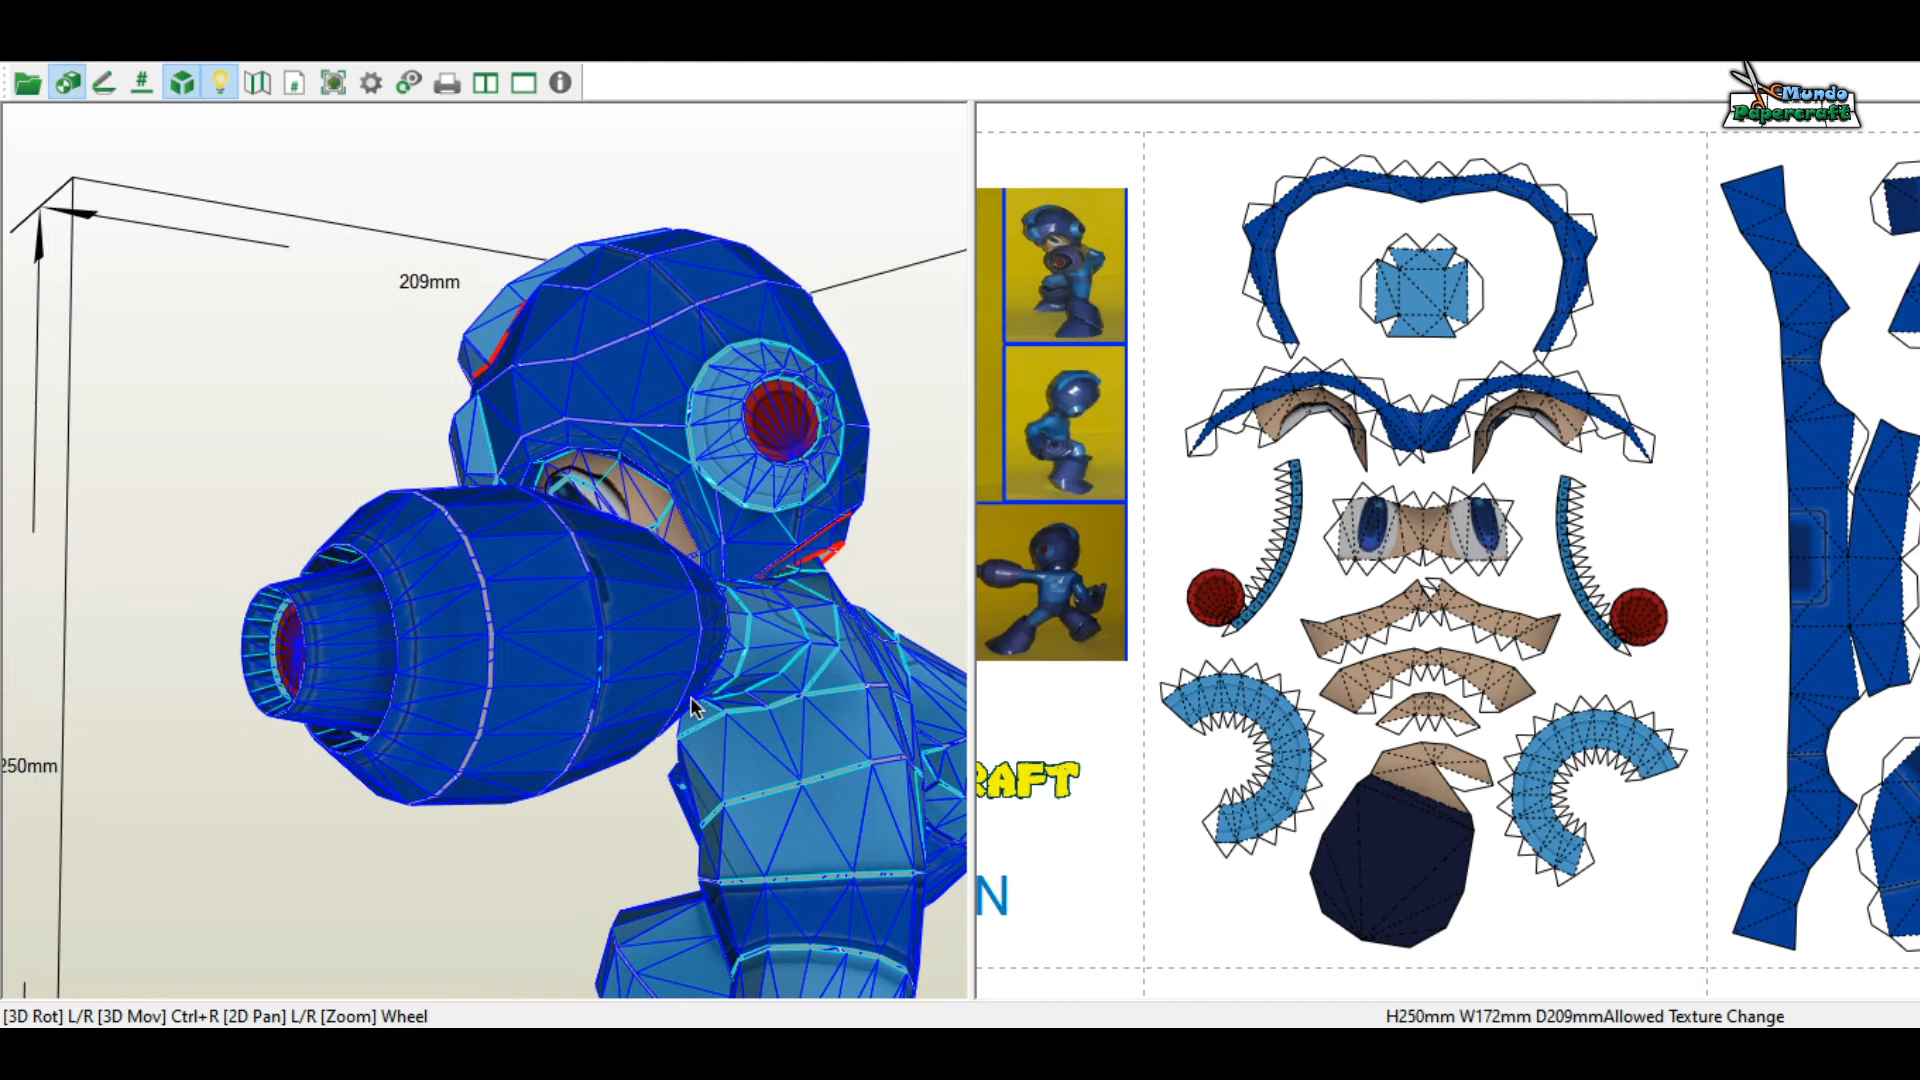 Mundo
Papercraft
209mm
250mm
RAFT
N
[3D Rot] L/R [3D Mov] Ctrl+R [2D Pan] L/R [Zoom] Wheel
H250mm W172mm D209mmAllowed Texture Change